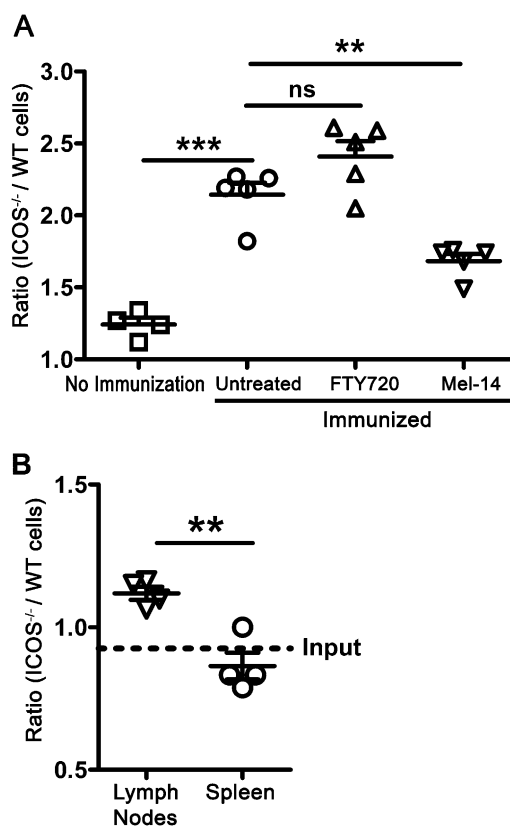 A
**
3.0
ns
***
2.5
2.0
1.5
1.0
Ratio (ICOS-/- / WT cells)
No Immunization Untreated FTY720 Mel-14
Immunized
B
1.5
**
1.0
Input
0.5
Ratio (ICOS-/- / WT cells)
Lymph Spleen
Nodes